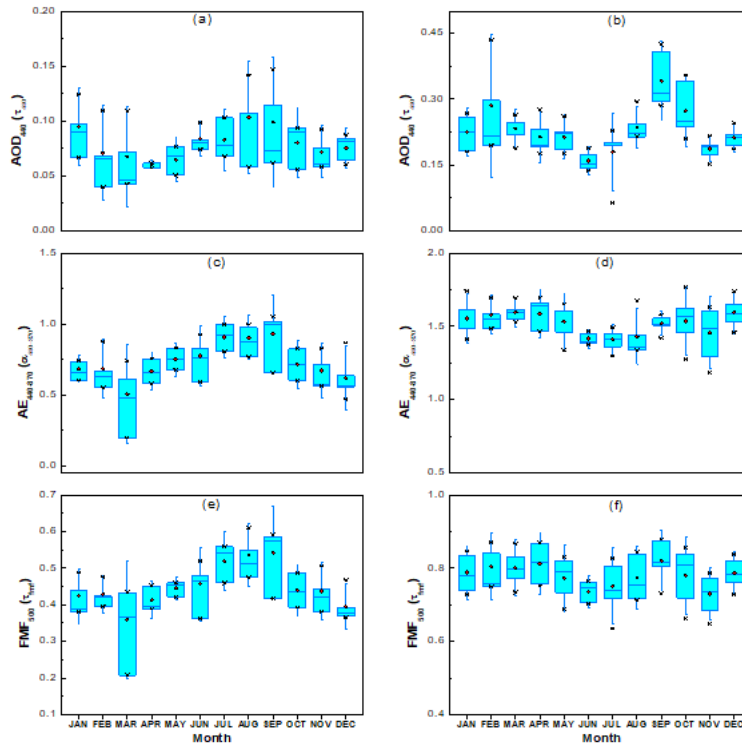 (a)
0.20
0.15
0.10
0.05
0.00
AOD440
(b)
0.45
0.30
0.15
0.00
AOD440
(c)
1.5
1.0
0.5
0.0
AE440-870
(d)
2.0
1.5
1.0
0.5
AE440-870
(e)
0.7
0.6
0.5
0.4
0.3
0.2
0.1
FMF500 (τfmf)
JAN FEB MAR APR MAY JUN JUL AUG SEP OCT NOV DEC
Month
(f)
1.0
0.8
0.6
0.4
FMF500 (τfmf)
JAN FEB MAR APR MAY JUN JUL AUG SEP OCT NOV DEC
Month